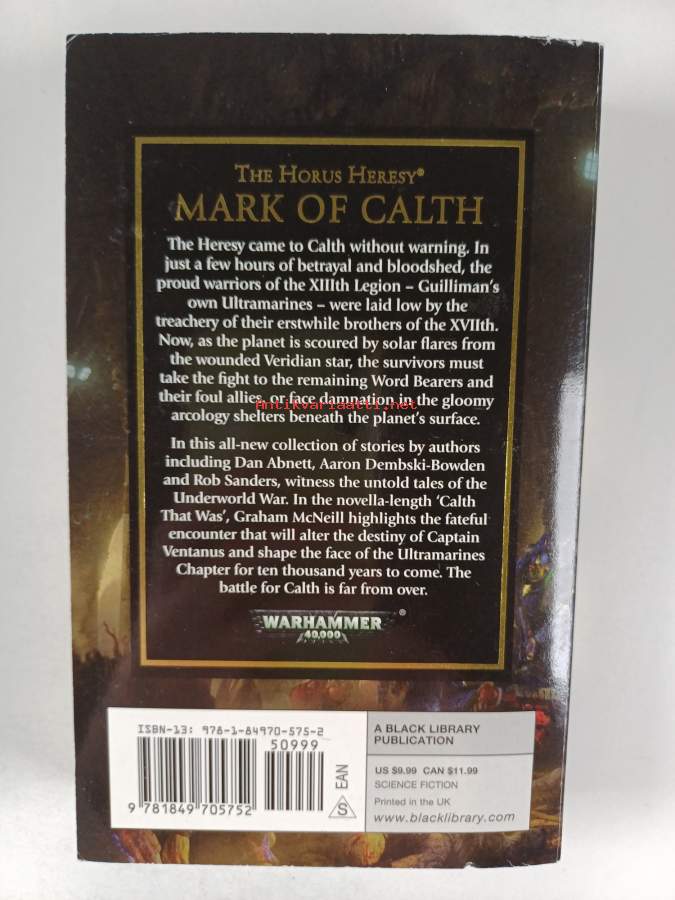 THE HORUS HERESY®
MARK OF CALTH
The Heresy came to Calth without warning. In
just a few hours of betrayal and bloodshed, the
proud warriors of the XIIIth Legion – Guilliman's
own Ultramarines – were laid low by the
treachery of their erstwhile brothers of the XVIIth.
Now, as the planet is scoured by solar flares from
the wounded Veridian star, the survivors must
take the fight to the remaining Word Bearers and
their foul allies, or face damnation in the gloomy
Antikvariaatti.net
arcology shelters beneath the planet's surface.
In this all-new collection of stories by authors
including Dan Abnett, Aaron Dembski-Bowden
and Rob Sanders, witness the untold tales of the
Underworld War. In the novella-length 'Calth
That Was', Graham McNeill highlights the fateful
encounter that will alter the destiny of Captain
Ventanus and shape the face of the Ultramarines
Chapter for ten thousand years to come. The
battle for Calth is far from over.
WARHAMMER®
40,000
ISBN-13: 978-1-84970-575-2
50999
9 781849 705752
EAN
S
A BLACK LIBRARY
PUBLICATION
US $9.99 CAN $11.99
SCIENCE FICTION
Printed in the UK
www.blacklibrary.com